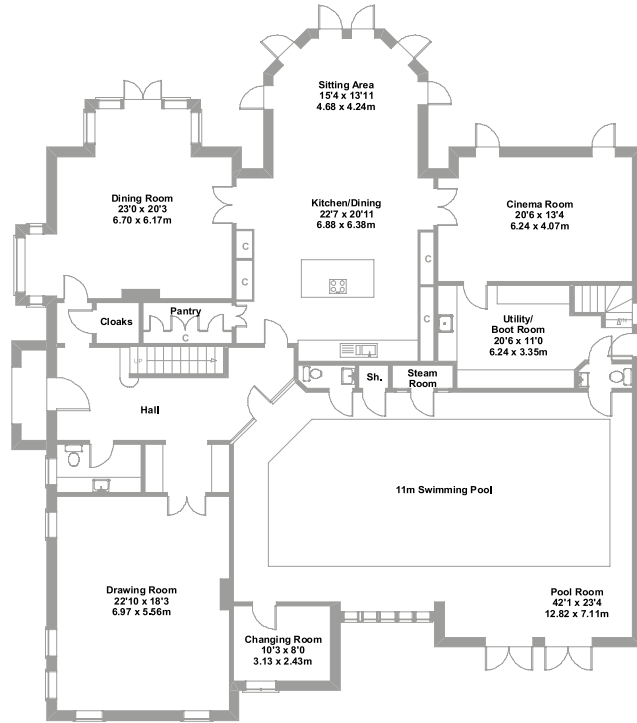 Sitting Area
15'4 x 13'11
4.68 x 4.24m
Dining Room
23'0 x 20'3
6.70 x 6.17m
Kitchen/Dining
22'7 x 20'11
6.88 x 6.38m
Cinema Room
20'6 x 13'4
6.24 x 4.07m
C
C
C
C
Cloaks
Pantry
C
Utility/
Boot Room
20'6 x 11'0
6.24 x 3.35m
DN
UP
Sh.
Steam
Room
Hall
11m Swimming Pool
Drawing Room
22'10 x 18'3
6.97 x 5.56m
Pool Room
42'1 x 23'4
12.82 x 7.11m
Changing Room
10'3 x 8'0
3.13 x 2.43m